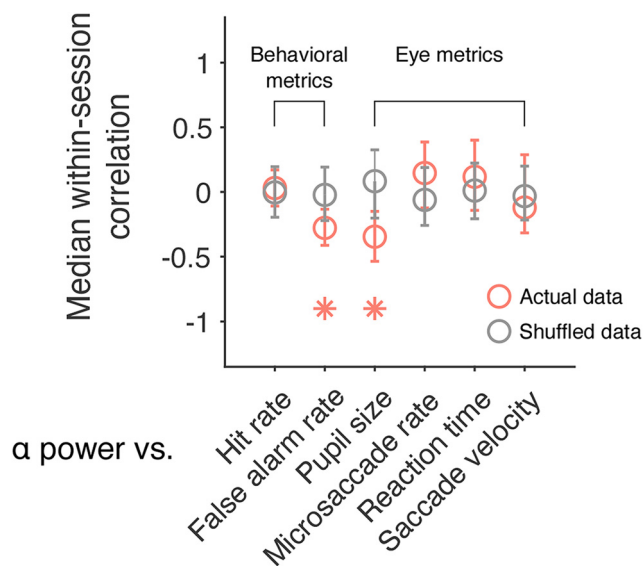 Median within-session
correlation
1
0.5
0
-0.5
-1
Behavioral
metrics
Eye metrics
Actual data
Shuffled data
α power vs.
Hit rate
False alarm rate
Pupil size
Microsaccade rate
Reaction time
Saccade velocity